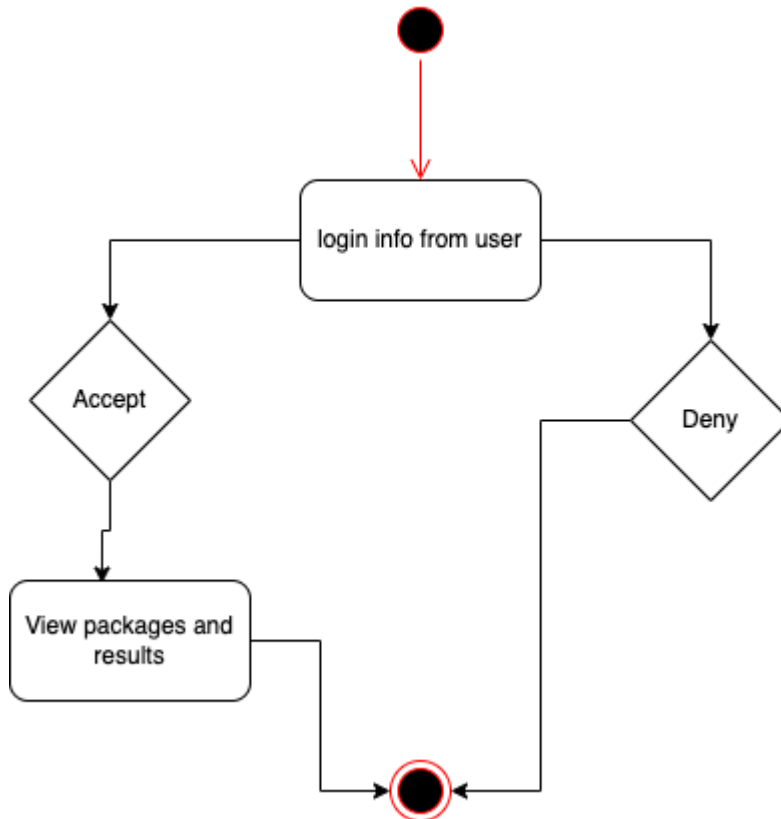 login info from user
Accept
Deny
View packages and
results